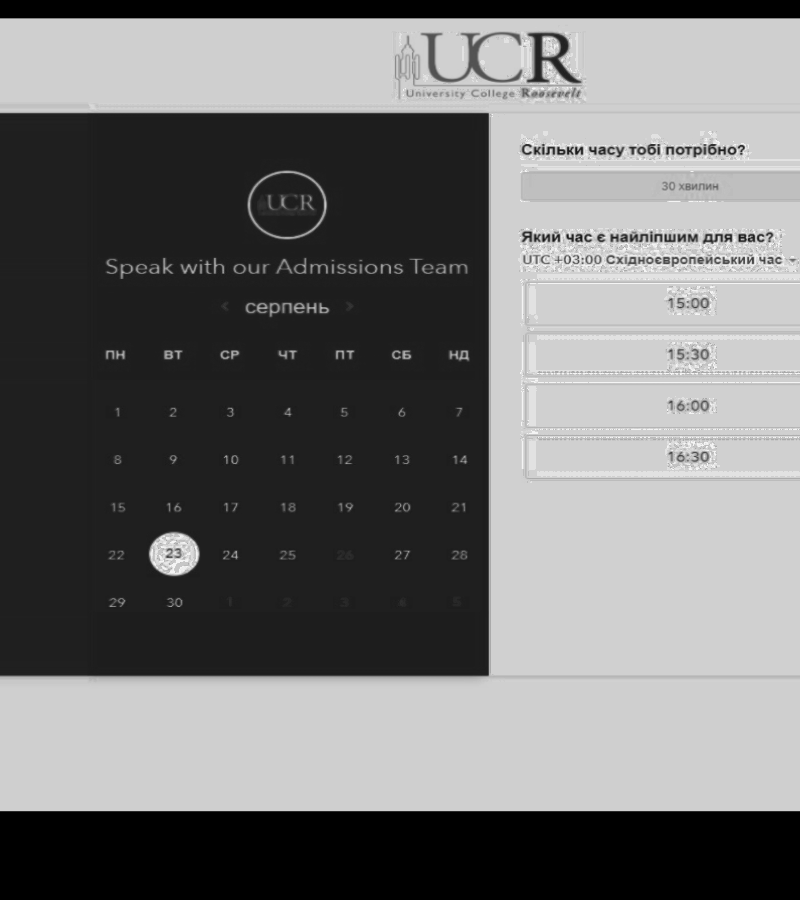 UCR
University College Roosevelt
UCR
Speak with our Admissions Team
< серпень >
ПН ВТ СР ЧТ ПТ СБ НД
1 2 3 4 5 6 7
8 9 10 11 12 13 14
15 16 17 18 19 20 21
22 23 24 25 26 27 28
29 30 1 2 3 4 5
Скільки часу тобі потрібно?
30 хвилин
Який час є найліпшим для вас?
UTC +03:00 Східноєвропейський час
15:00
15:30
16:00
16:30